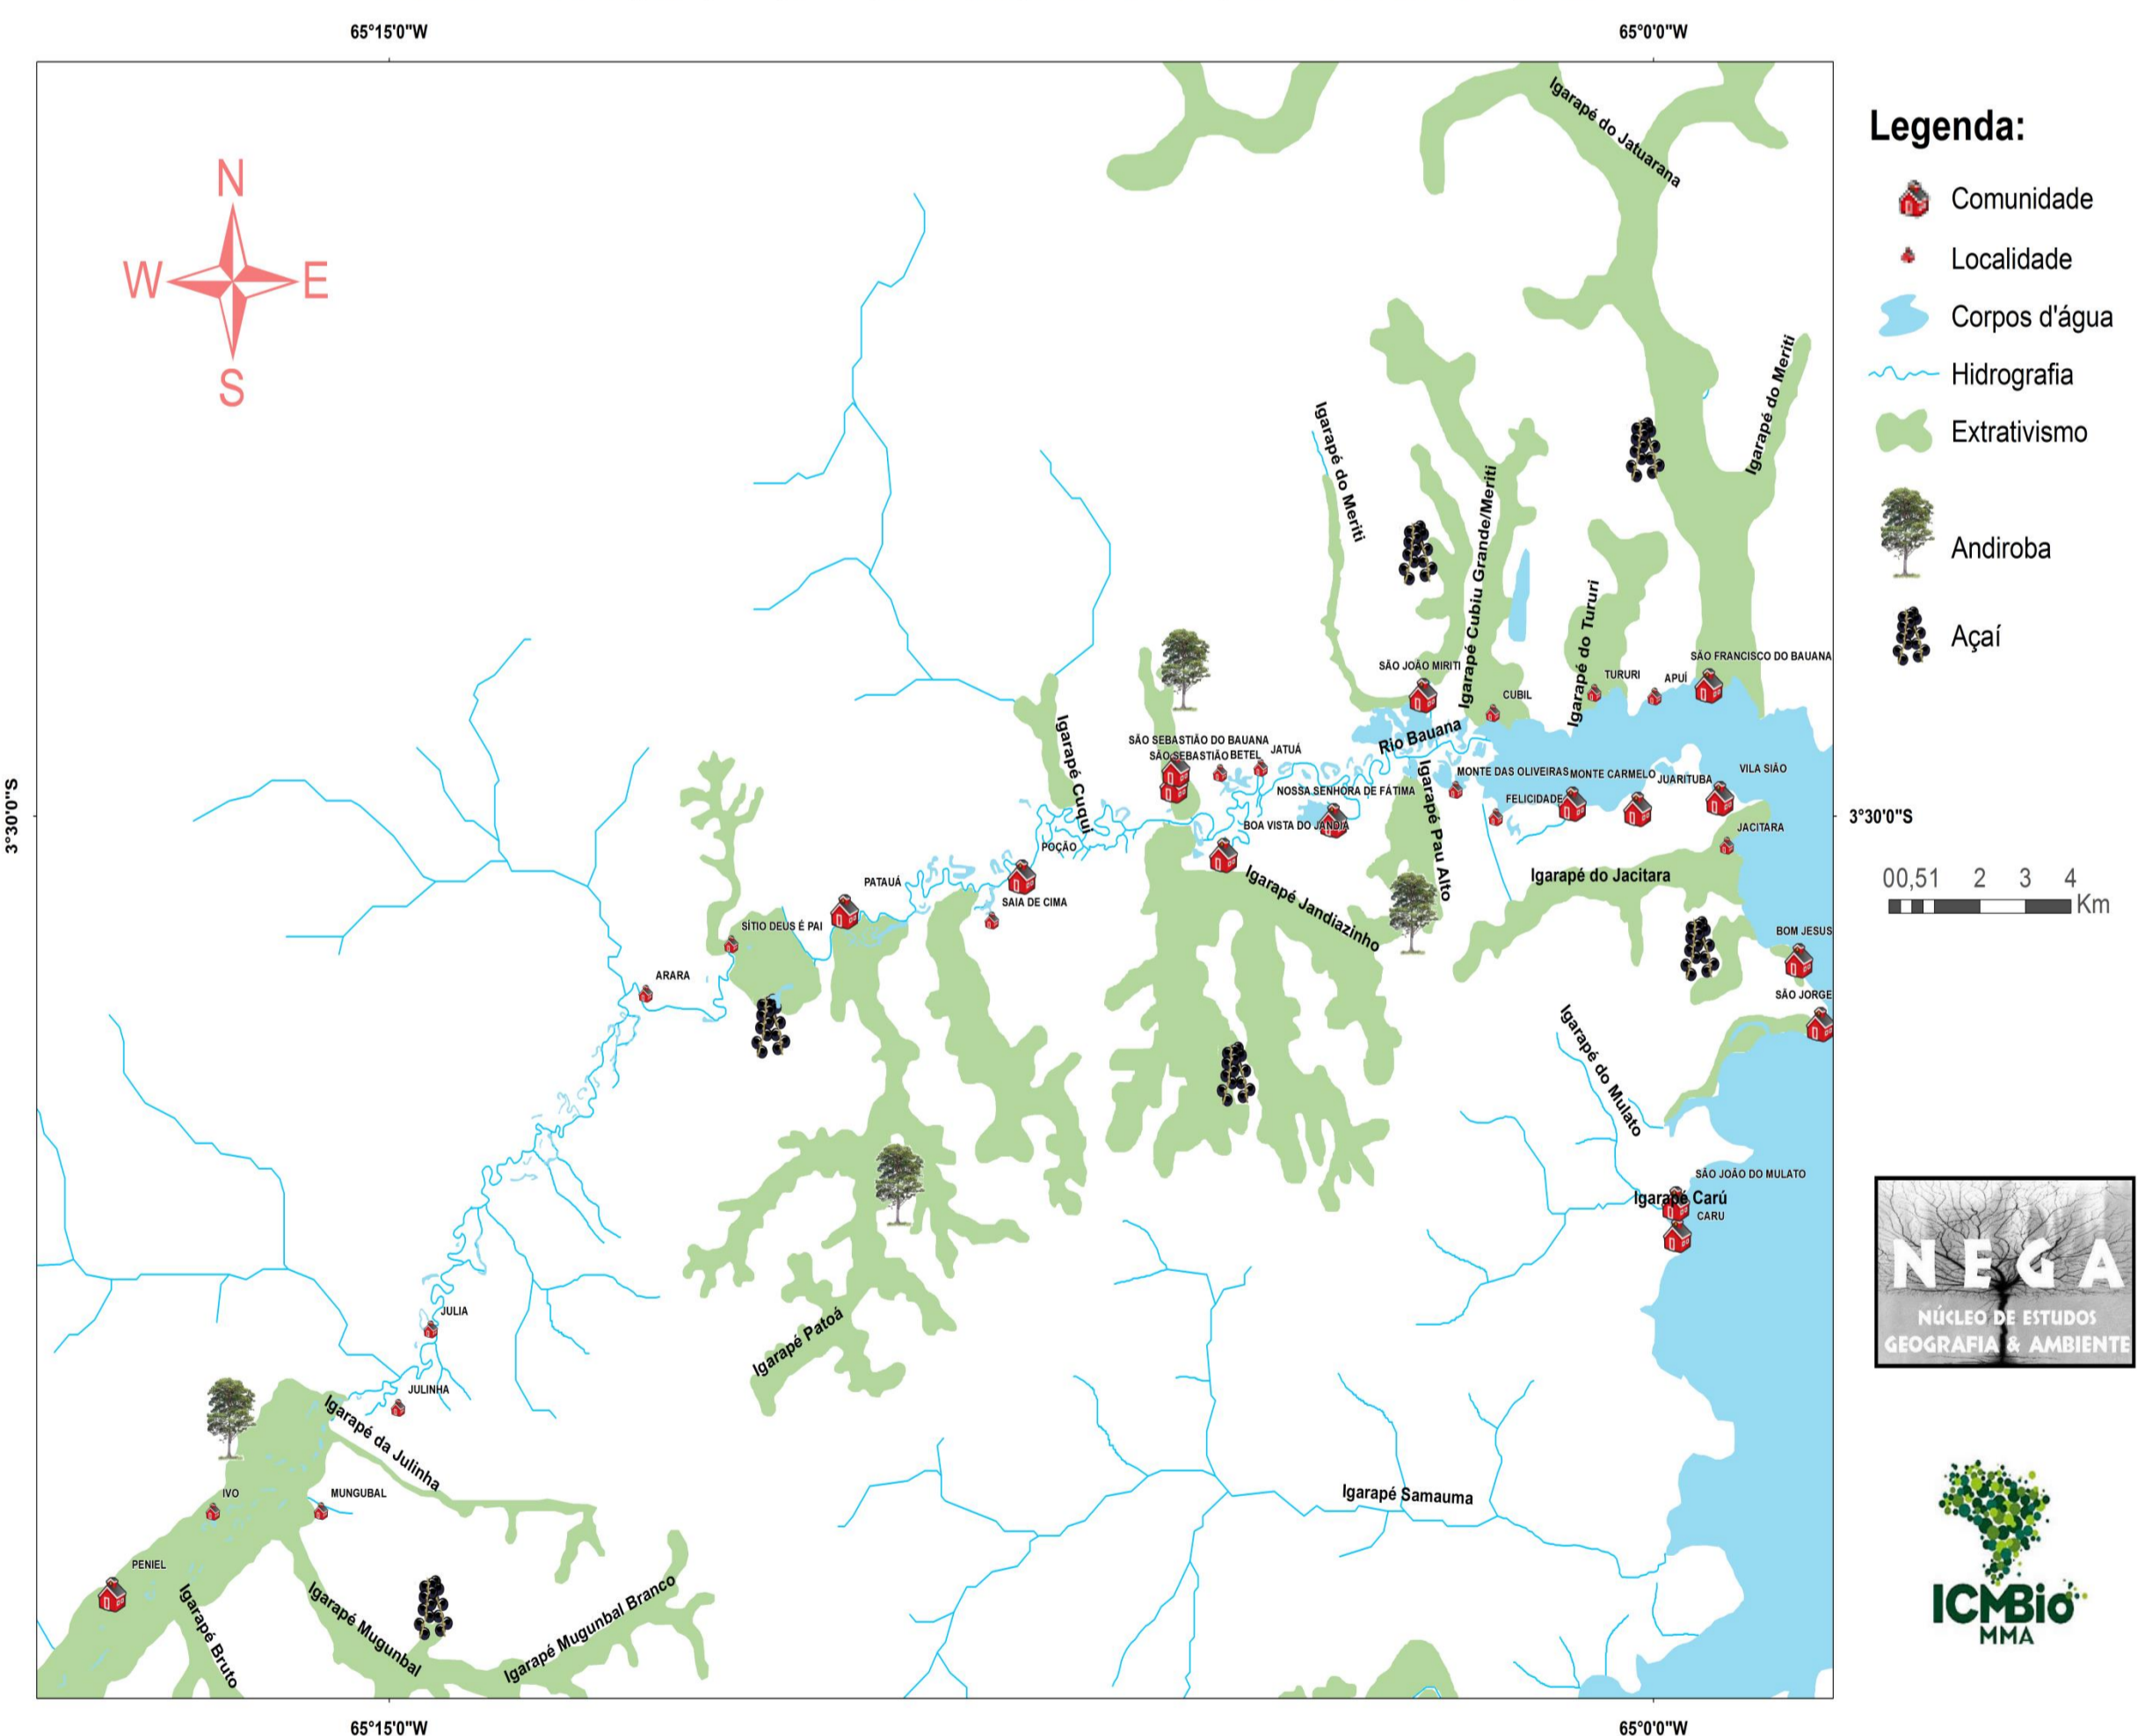 65°15'0"W
65°0'0"W
N
W
E
S
3°30'0"S
3°30'0"S
65°15'0"W
65°0'0"W
Igarapé do Jatuarana
Igarapé do Meriti
Igarapé do Meriti
Igarapé Cubiu Grande/Meriti
Igarapé do Tururi
SÃO JOÃO MIRITI
CUBIL
TURURI
APUÍ
SÃO FRANCISCO DO BAUANA
Igarapé Cuqui
SÃO SEBASTIÃO DO BAUANA
SÃO SEBASTIÃO
BETEL
JATUÁ
Rio Bauana
NOSSA SENHORA DE FÁTIMA
MONTE DAS OLIVEIRAS
MONTE CARMELO
JUARITUBA
VILA SIÃO
FELICIDADE
BOA VISTA DO JANDIÁ
Igarapé Pau Alto
JACITARA
Igarapé do Jacitara
Igarapé Jandiazinho
POÇÃO
PATAUÁ
SAIA DE CIMA
SÍTIO DEUS É PAI
ARARA
BOM JESUS
SÃO JORGE
Igarapé do Mulato
SÃO JOÃO DO MULATO
Igarapé Carú
CARU
JULIA
Igarapé Patoá
JULINHA
Igarapé da Julinha
IVO
MUNGUBAL
Igarapé Samauma
PENIEL
Igarapé Bruto
Igarapé Mugunbal
Igarapé Mugunbal Branco
Legenda:
Comunidade
Localidade
Corpos d'água
Hidrografia
Extrativismo
Andiroba
Açaí
00,51 2 3 4
Km
NEGA
NÚCLEO DE ESTUDOS
GEOGRAFIA & AMBIENTE
ICMBio
MMA